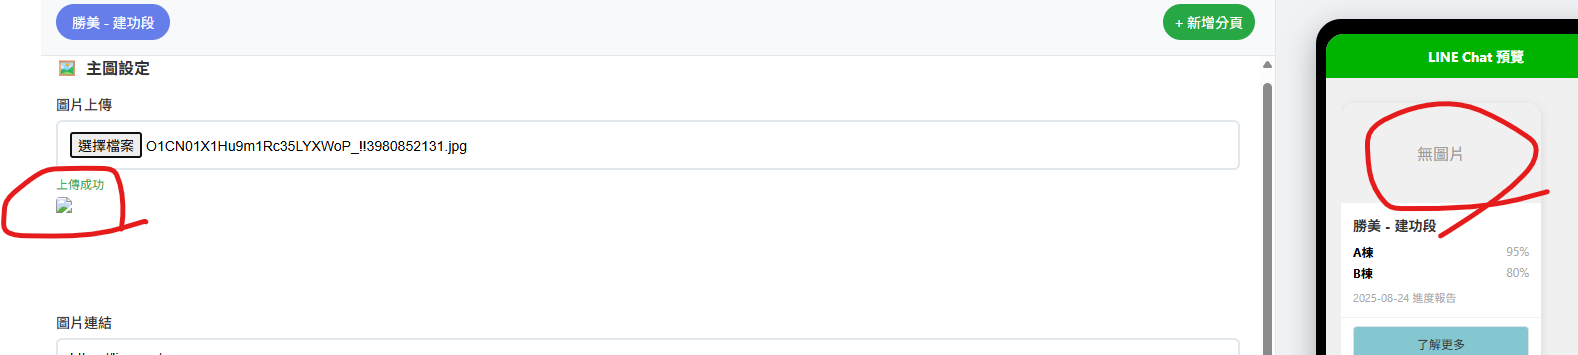 勝美 - 建功段
+ 新增分頁
主圖設定
圖片上傳
選擇檔案 O1CN01X1Hu9m1Rc35LYXWoP_!!3980852131.jpg
上傳成功
圖片連結
LINE Chat 預覽
無圖片
勝美 - 建功段
A棟 95%
B棟 80%
2025-08-24 進度報告
了解更多